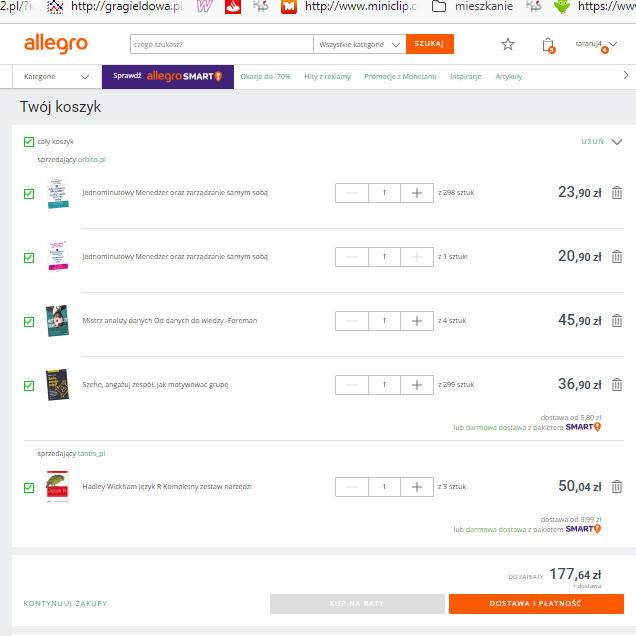 2.pl/?i http://gragieldowa.pl http://www.miniclip.c mieszkanie https://ww
allegro
czego szukasz? Wszystkie kategorie SZUKAJ 5 tararuj4 4
Kategorie Sprawdź allegro SMART! Okazje do -70% Hity z reklamy Promocje z Monetami Inspiracje Artykuły
Twój koszyk
cały koszyk USUŃ
sprzedający orbito-pl
Jednominutowy Menedżer oraz zarządzanie samym sobą — 1 + z 298 sztuk 23,90 zł
Jednominutowy Menedżer oraz zarządzanie samym sobą — 1 + z 1 sztuki 20,90 zł
Mistrz analizy danych Od danych do wiedzy -Foreman — 1 + z 4 sztuk 45,90 zł
Szefie, angażuj zespół. Jak motywować grupę — 1 + z 299 sztuk 36,90 zł
dostawa od 5,80 zł
lub darmowa dostawa z pakietem SMART!
sprzedający tantis_pl
Hadley Wickham Język R Kompletny zestaw narzędzi — 1 + z 3 sztuk 50,04 zł
dostawa od 3,99 zł
lub darmowa dostawa z pakietem SMART!
DO ZAPŁATY 177,64 zł
+ dostawa
KONTYNUUJ ZAKUPY KUP NA RATY DOSTAWA I PŁATNOŚĆ